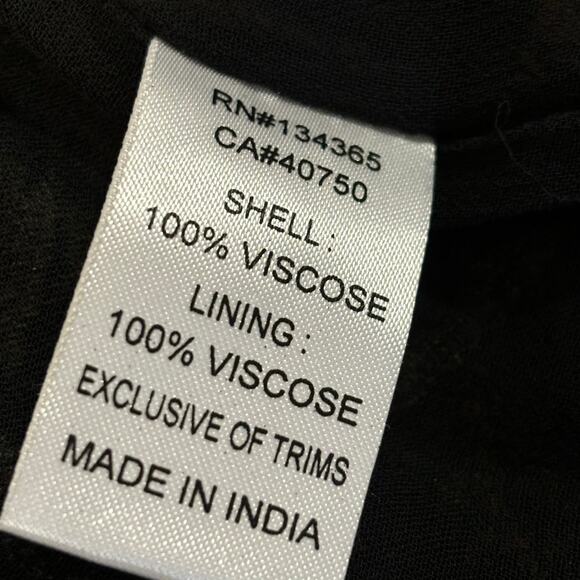 RN#134365
CA#40750
SHELL :
100% VISCOSE
LINING :
100% VISCOSE
EXCLUSIVE OF TRIMS
MADE IN INDIA